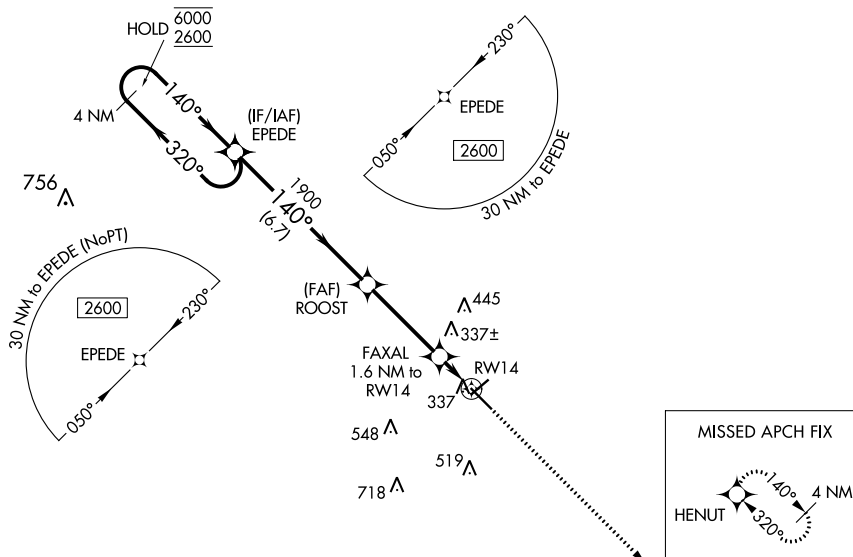 HOLD 6000
2600
4 NM
140°
320°
(IF/IAF)
EPEDE
230°
EPEDE
050°
2600
30 NM to EPEDE
756
1900
140°
(6.7)
30 NM to EPEDE (NoPT)
2600
230°
EPEDE
050°
(FAF)
ROOST
445
337±
FAXAL
1.6 NM to
RW14
RW14
337
548
519
718
MISSED APCH FIX
140°
4 NM
320°
HENUT